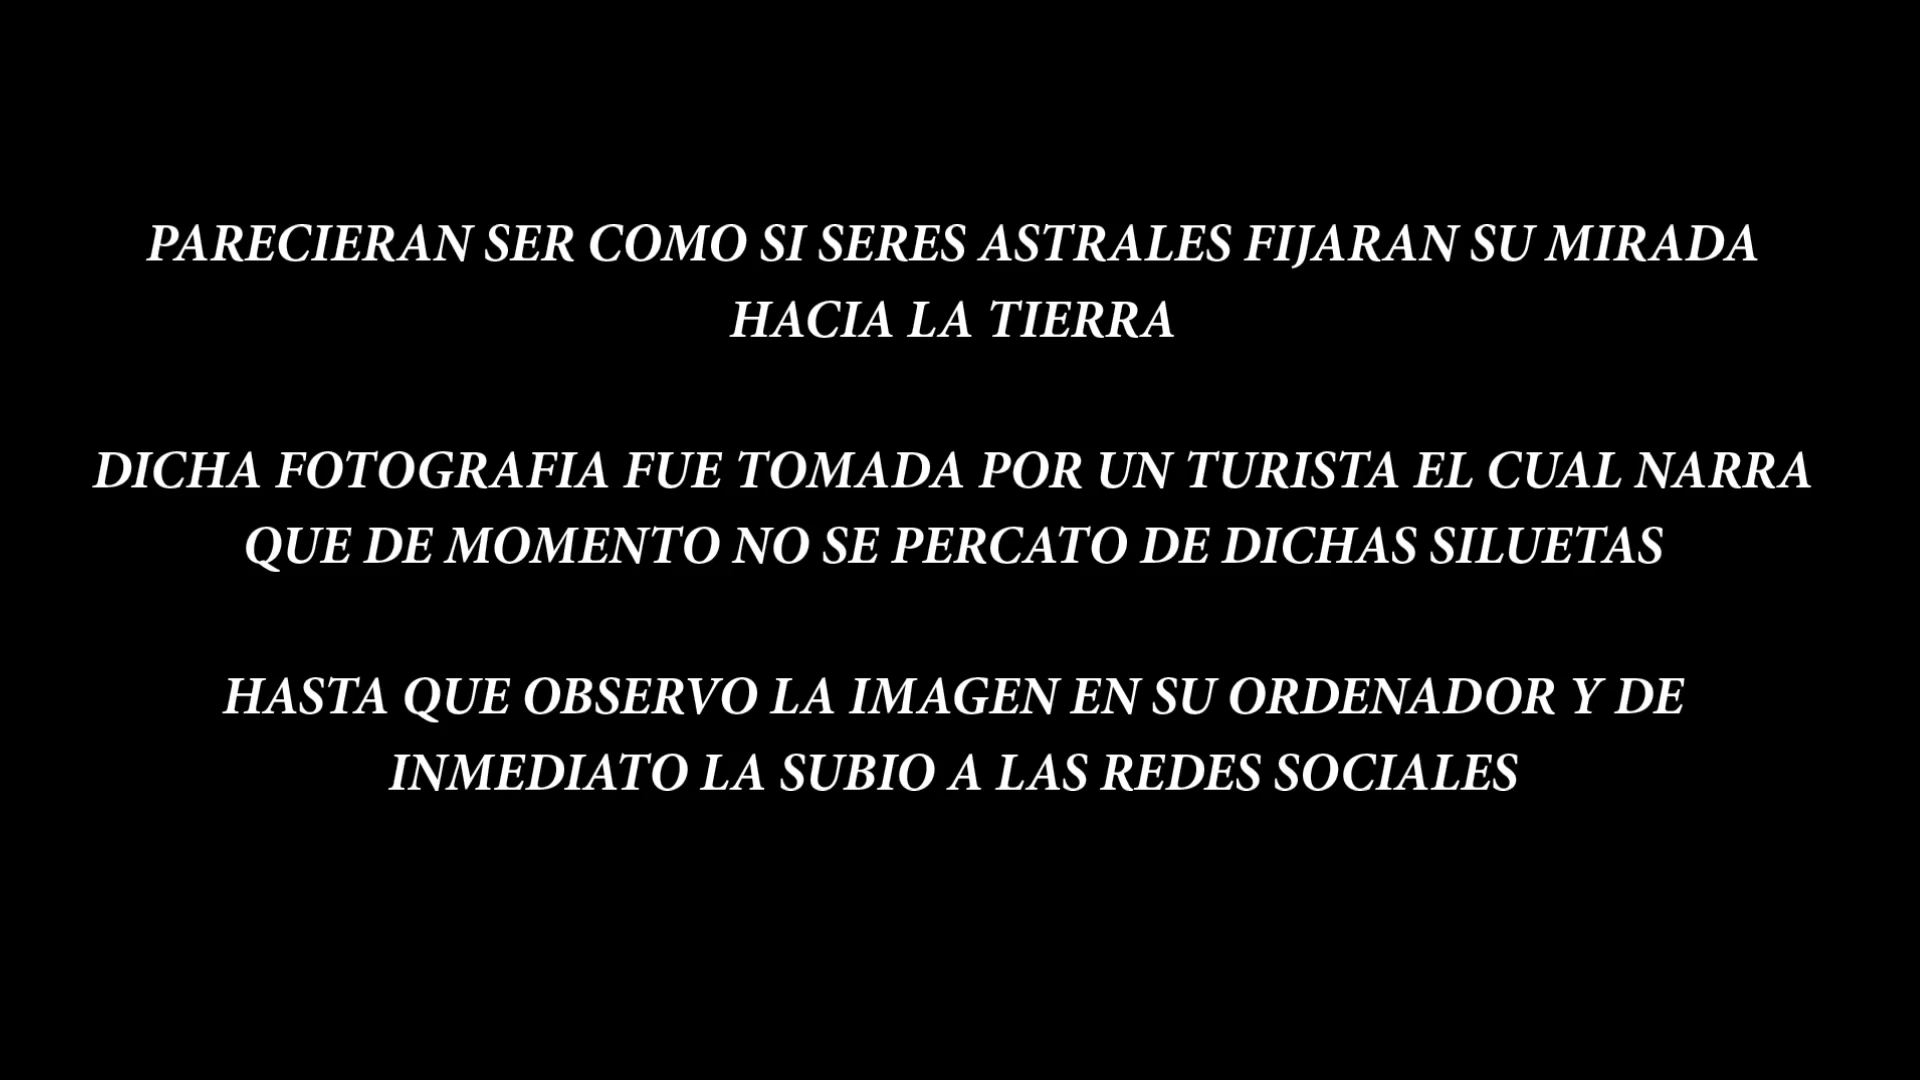 PARECIERAN SER COMO SI SERES ASTRALES FIJARAN SU MIRADA
HACIA LA TIERRA
DICHA FOTOGRAFIA FUE TOMADA POR UN TURISTA EL CUAL NARRA
QUE DE MOMENTO NO SE PERCATO DE DICHAS SILUETAS
HASTA QUE OBSERVO LA IMAGEN EN SU ORDENADOR Y DE
INMEDIATO LA SUBIO A LAS REDES SOCIALES